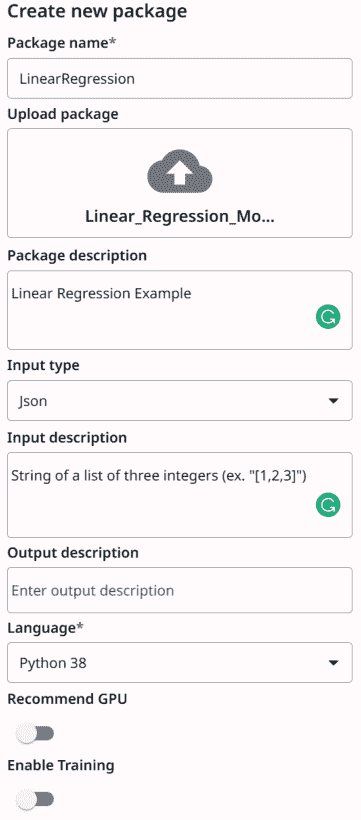 Create new package
Package name*
LinearRegression
Upload package
Linear_Regression_Mo...
Package description
Linear Regression Example
Input type
Json
Input description
String of a list of three integers (ex. "[1,2,3]")
Output description
Enter output description
Language*
Python 38
Recommend GPU
Enable Training